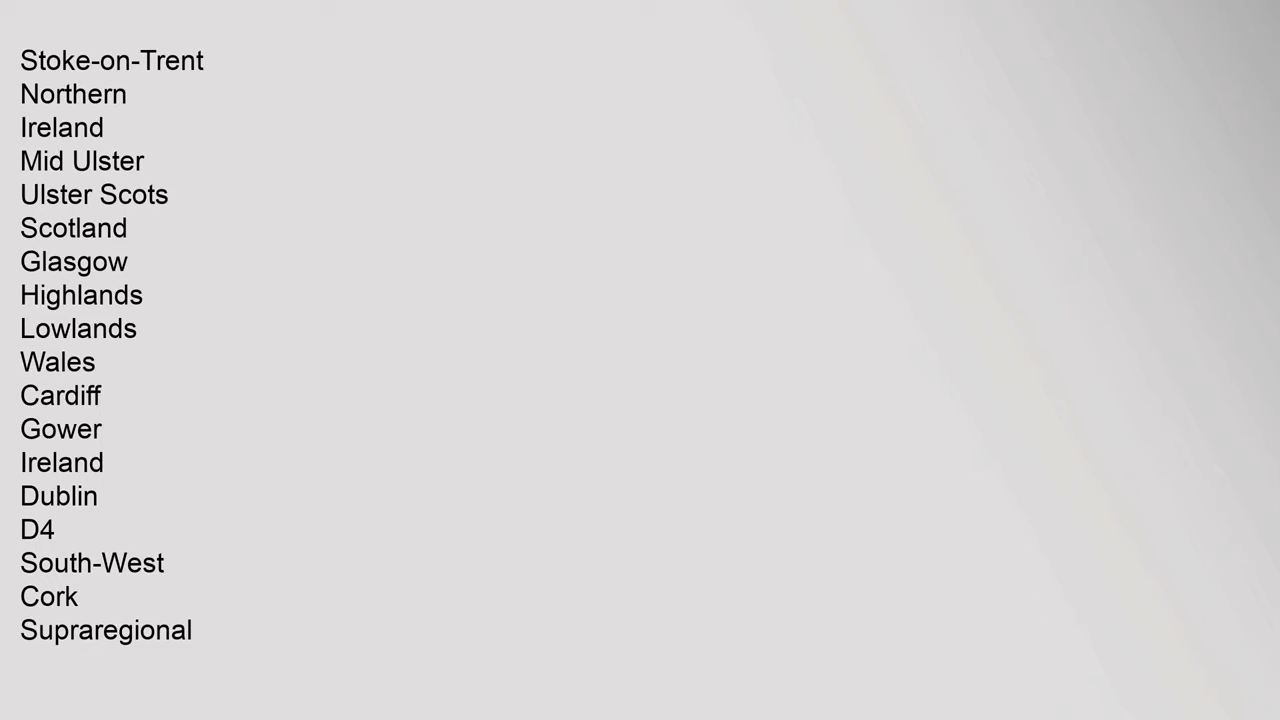 Stoke-on-Trent
Northern
Ireland
Mid Ulster
Ulster Scots
Scotland
Glasgow
Highlands
Lowlands
Wales
Cardiff
Gower
Ireland
Dublin
D4
South-West
Cork
Supraregional